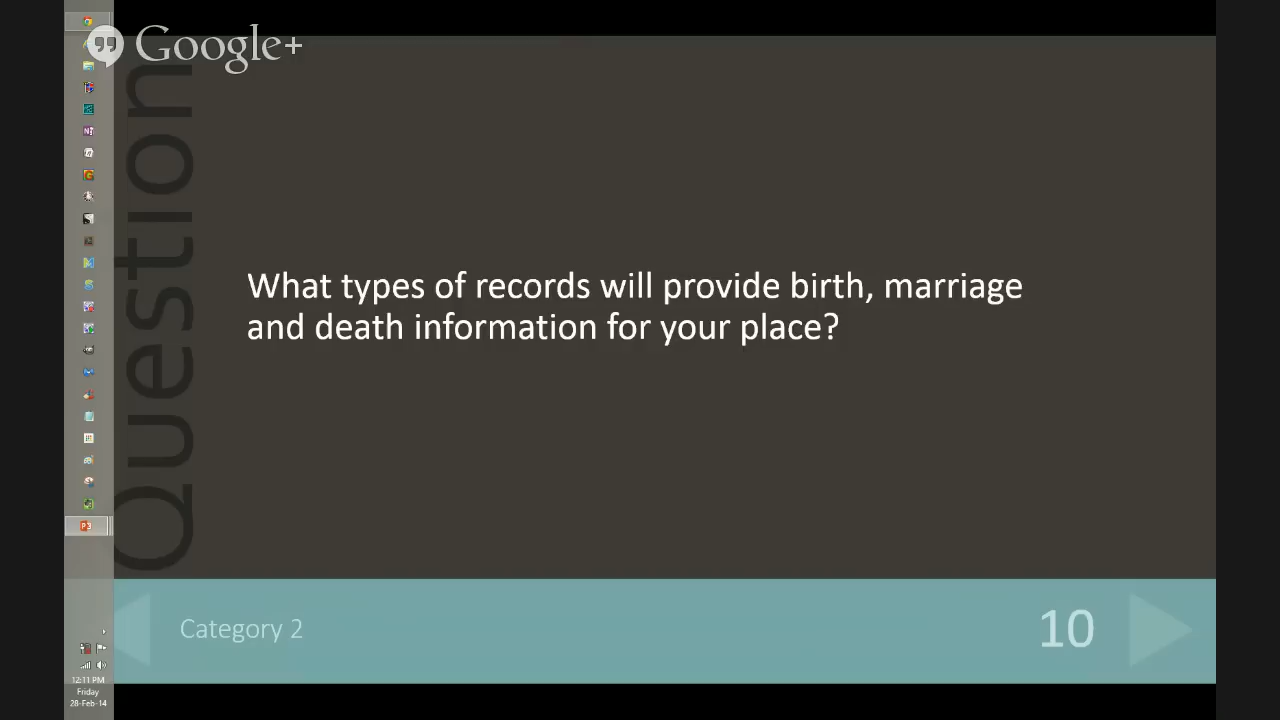 Google+
Question
What types of records will provide birth, marriage
and death information for your place?
Category 2
10
12:11 PM
Friday
28-Feb-14